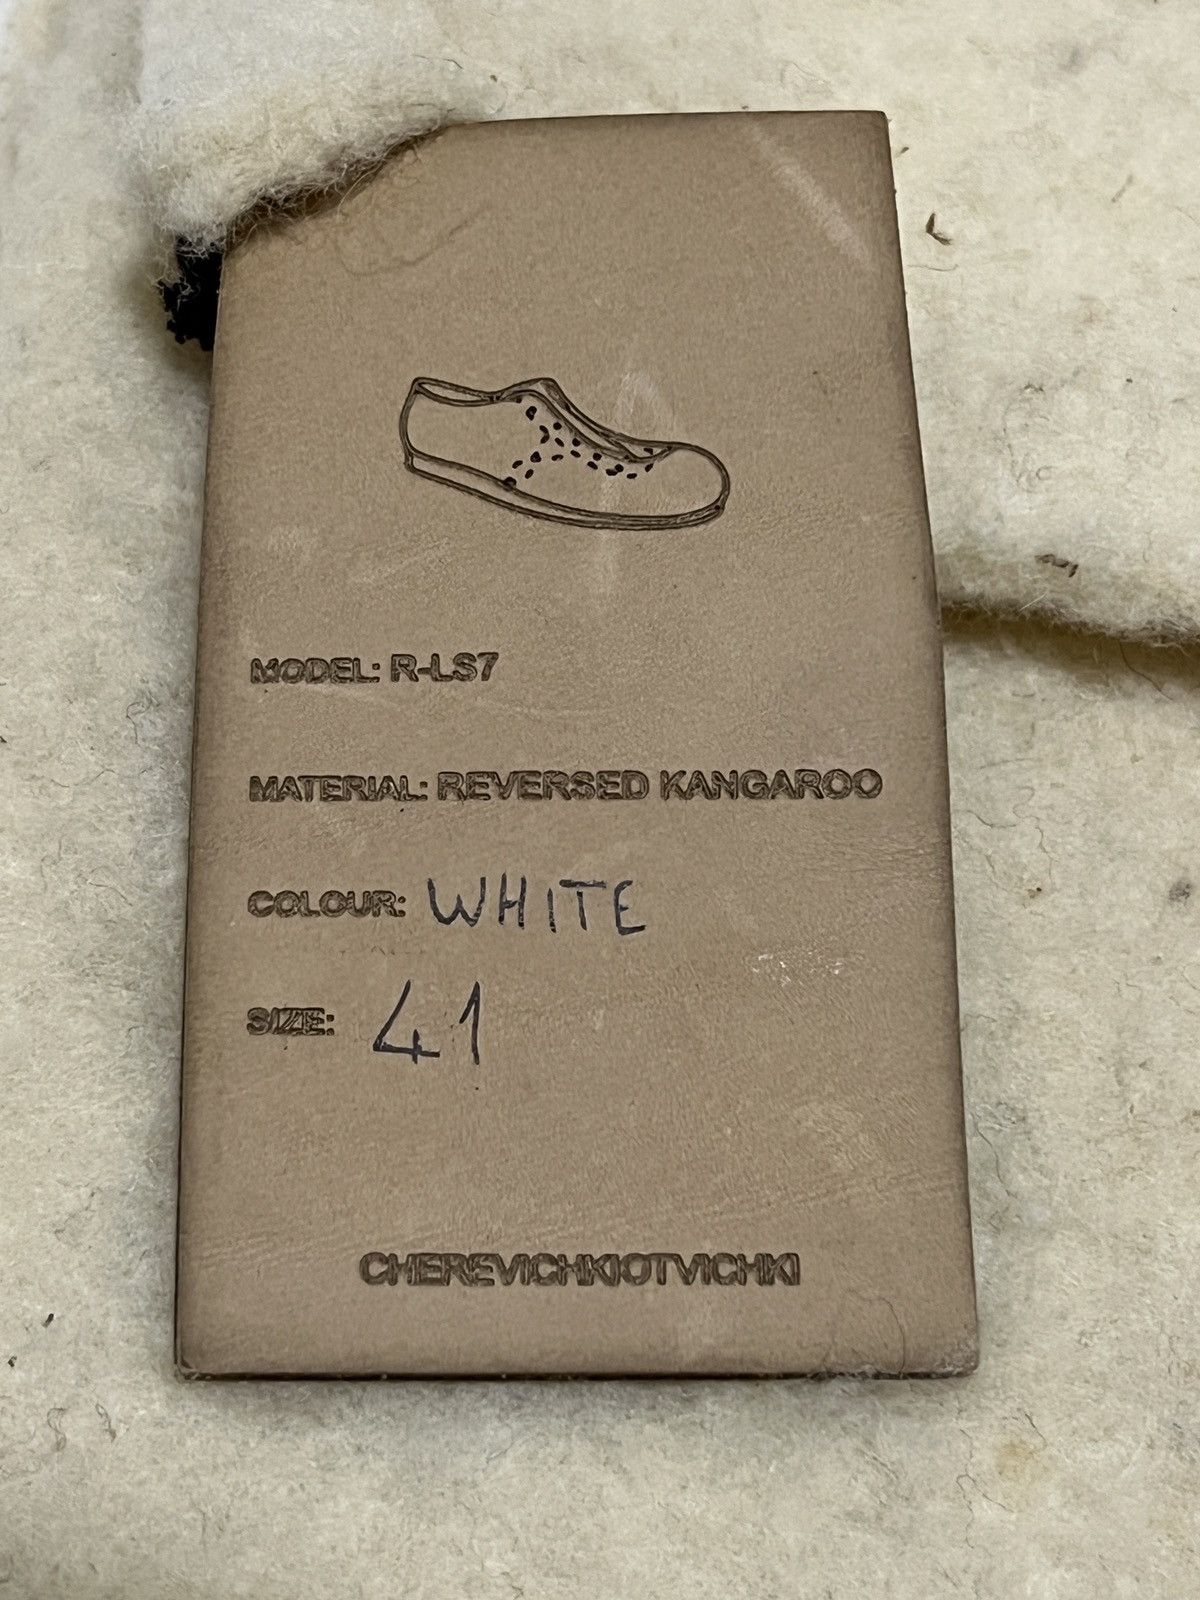 MODEL: R-LS7
MATERIAL: REVERSED KANGAROO
COLOUR: WHITE
SIZE: 41
CHEREVICHKIOTVICHKI